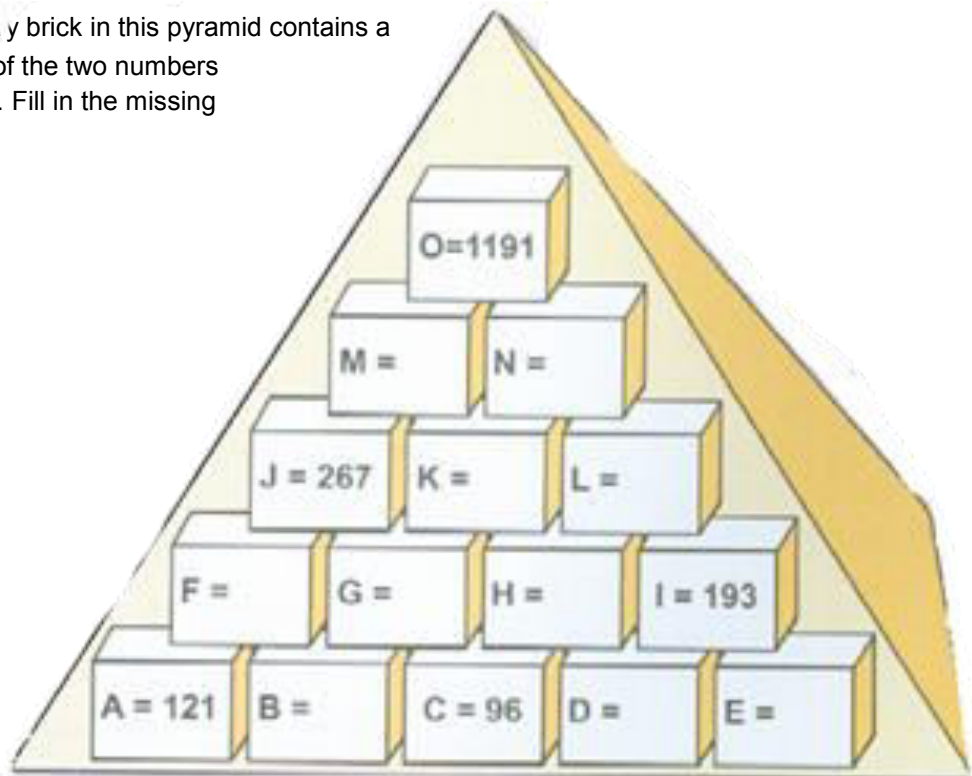 y brick in this pyramid contains a
of the two numbers
. Fill in the missing
O=1191
M =
N =
J = 267
K =
L =
F =
G =
H =
I = 193
A = 121
B =
C = 96
D =
E =